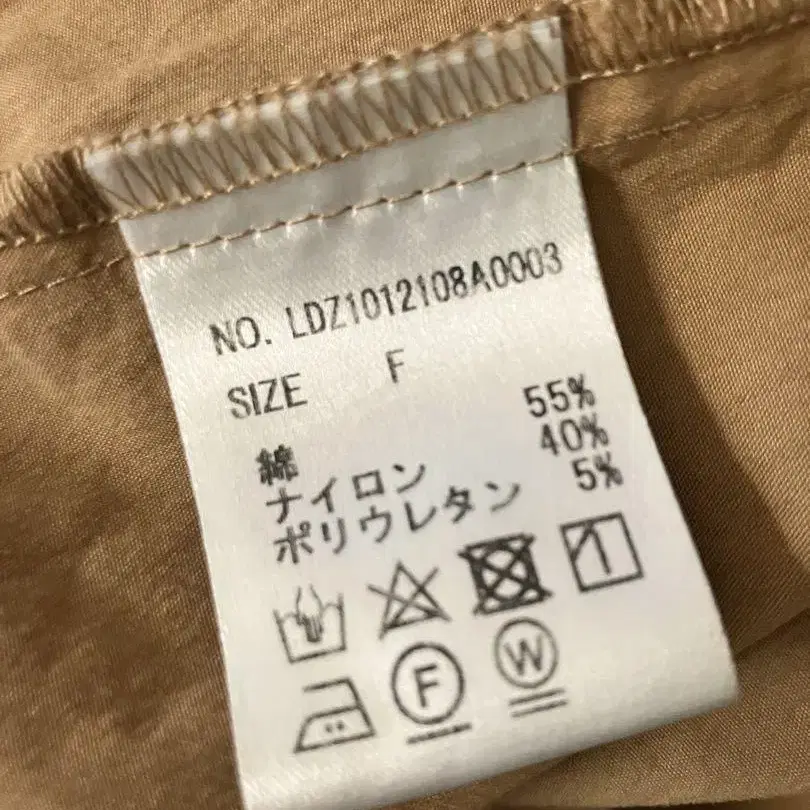 NO. LDZ1012108A0003
SIZE F
綿 55%
ナイロン 40%
ポリウレタン 5%
F
W